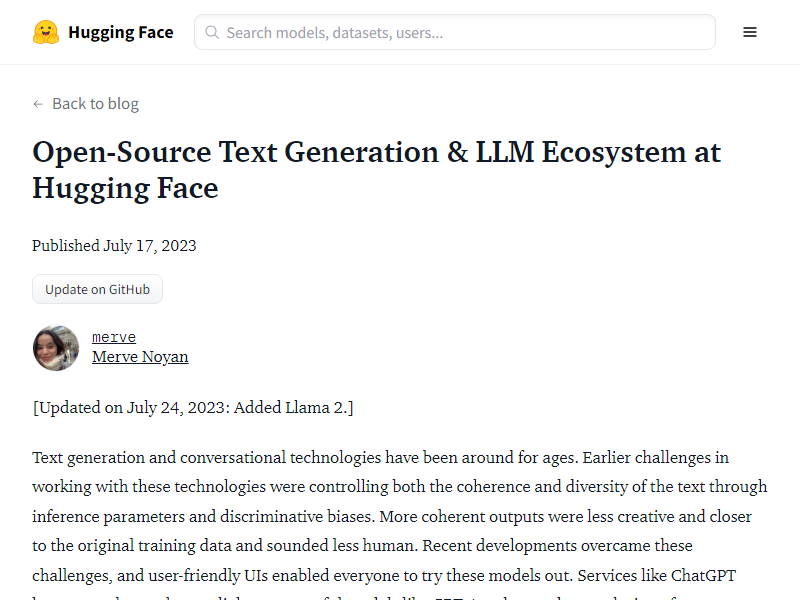 Hugging Face
Search models, datasets, users...
← Back to blog
Open-Source Text Generation & LLM Ecosystem at
Hugging Face
Published July 17, 2023
Update on GitHub
merve
Merve Noyan
[Updated on July 24, 2023: Added Llama 2.]
Text generation and conversational technologies have been around for ages. Earlier challenges in
working with these technologies were controlling both the coherence and diversity of the text through
inference parameters and discriminative biases. More coherent outputs were less creative and closer
to the original training data and sounded less human. Recent developments overcame these
challenges, and user-friendly UIs enabled everyone to try these models out. Services like ChatGPT